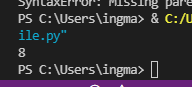 SyntaxError: Missing pare
PS C:\Users\ingma> & C:/U
ile.py"
8
PS C:\Users\ingma>